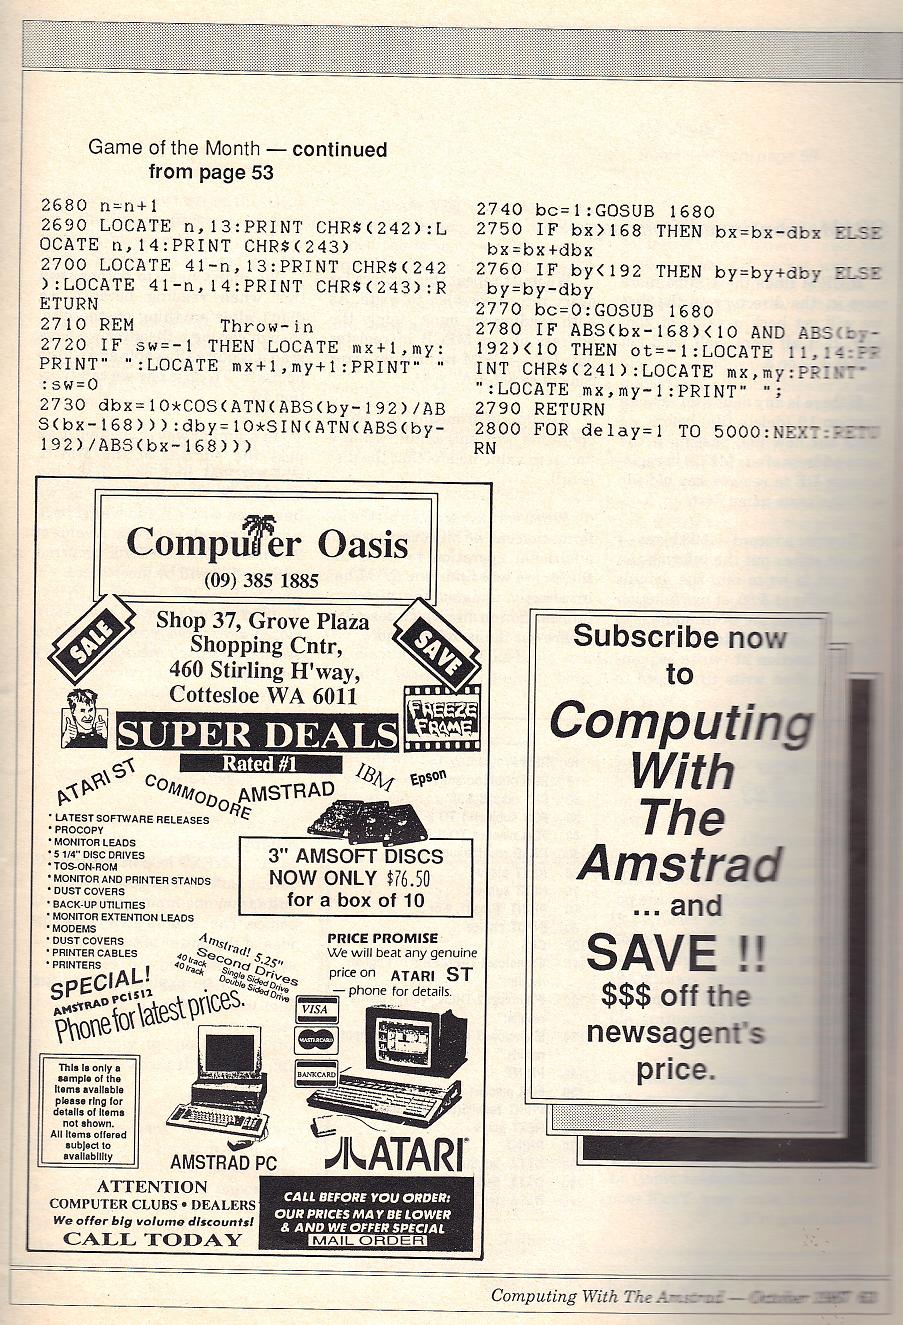 Game of the Month — continued
from page 53
2680 n=n+1
2690 LOCATE n,13:PRINT CHR$(242):L
OCATE n,14:PRINT CHR$(243)
2700 LOCATE 41-n,13:PRINT CHR$(242
):LOCATE 41-n,14:PRINT CHR$(243):R
ETURN
2710 REM Throw-in
2720 IF sw=-1 THEN LOCATE mx+1,my:
PRINT" ":LOCATE mx+1,my+1:PRINT" "
:sw=0
2730 dbx=10*COS(ATN(ABS(by-192)/AB
S(bx-168))):dby=10*SIN(ATN(ABS(by-
192)/ABS(bx-168)))
2740 bc=1:GOSUB 1680
2750 IF bx>168 THEN bx=bx-dbx ELSE
bx=bx+dbx
2760 IF by<192 THEN by=by+dby ELSE
by=by-dby
2770 bc=0:GOSUB 1680
2780 IF ABS(bx-168)<10 AND ABS(by-
192)<10 THEN ot=-1:LOCATE 11,14:PR
INT CHR$(241):LOCATE mx,my:PRINT"
":LOCATE mx,my-1:PRINT" ";
2790 RETURN
2800 FOR delay=1 TO 5000:NEXT:RETU
RN
Computer Oasis
(09) 385 1885
SALE
Shop 37, Grove Plaza
Shopping Cntr,
460 Stirling H'way,
Cottesloe WA 6011
SAVE
FREEZE
FRAME
SUPER DEALS
Rated #1
ATARI ST
COMMODORE
AMSTRAD
IBM
Epson
* LATEST SOFTWARE RELEASES
* PROCOPY
* MONITOR LEADS
* 5 1/4" DISC DRIVES
* TOS-ON-ROM
* MONITOR AND PRINTER STANDS
* DUST COVERS
* BACK-UP UTILITIES
* MONITOR EXTENTION LEADS
* MODEMS
* DUST COVERS
* PRINTER CABLES
* PRINTERS
3" AMSOFT DISCS
NOW ONLY $76.50
for a box of 10
Amstrad! 5.25"
Second Drives
40 track Single Sided Drive
40 track Double Sided Drive
PRICE PROMISE
We will beat any genuine
price on ATARI ST
— phone for details.
SPECIAL!
AMSTRAD PC1512
Phone for latest prices.
VISA
MASTERCARD
BANKCARD
This is only a
sample of the
items available
please ring for
details of items
not shown.
All items offered
subject to
availability
AMSTRAD PC
ATARI
ATTENTION
COMPUTER CLUBS • DEALERS
We offer big volume discounts!
CALL TODAY
CALL BEFORE YOU ORDER:
OUR PRICES MAY BE LOWER
& AND WE OFFER SPECIAL
MAIL ORDER
Subscribe now
to
Computing
With
The
Amstrad
... and
SAVE !!
$$$ off the
newsagent's
price.
Computing With The Amstrad — October 1987